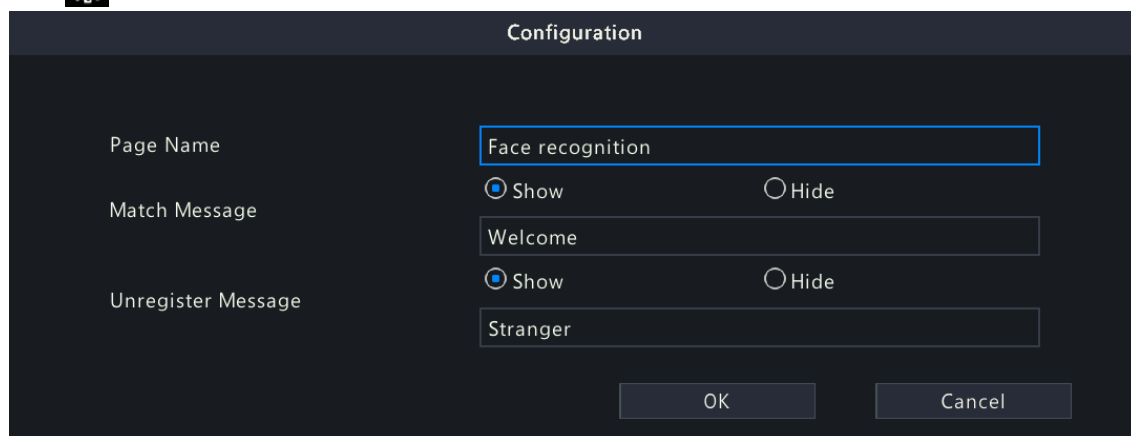 Configuration
Page Name
Face recognition
Show Hide
Match Message
Welcome
Show Hide
Unregister Message
Stranger
OK Cancel